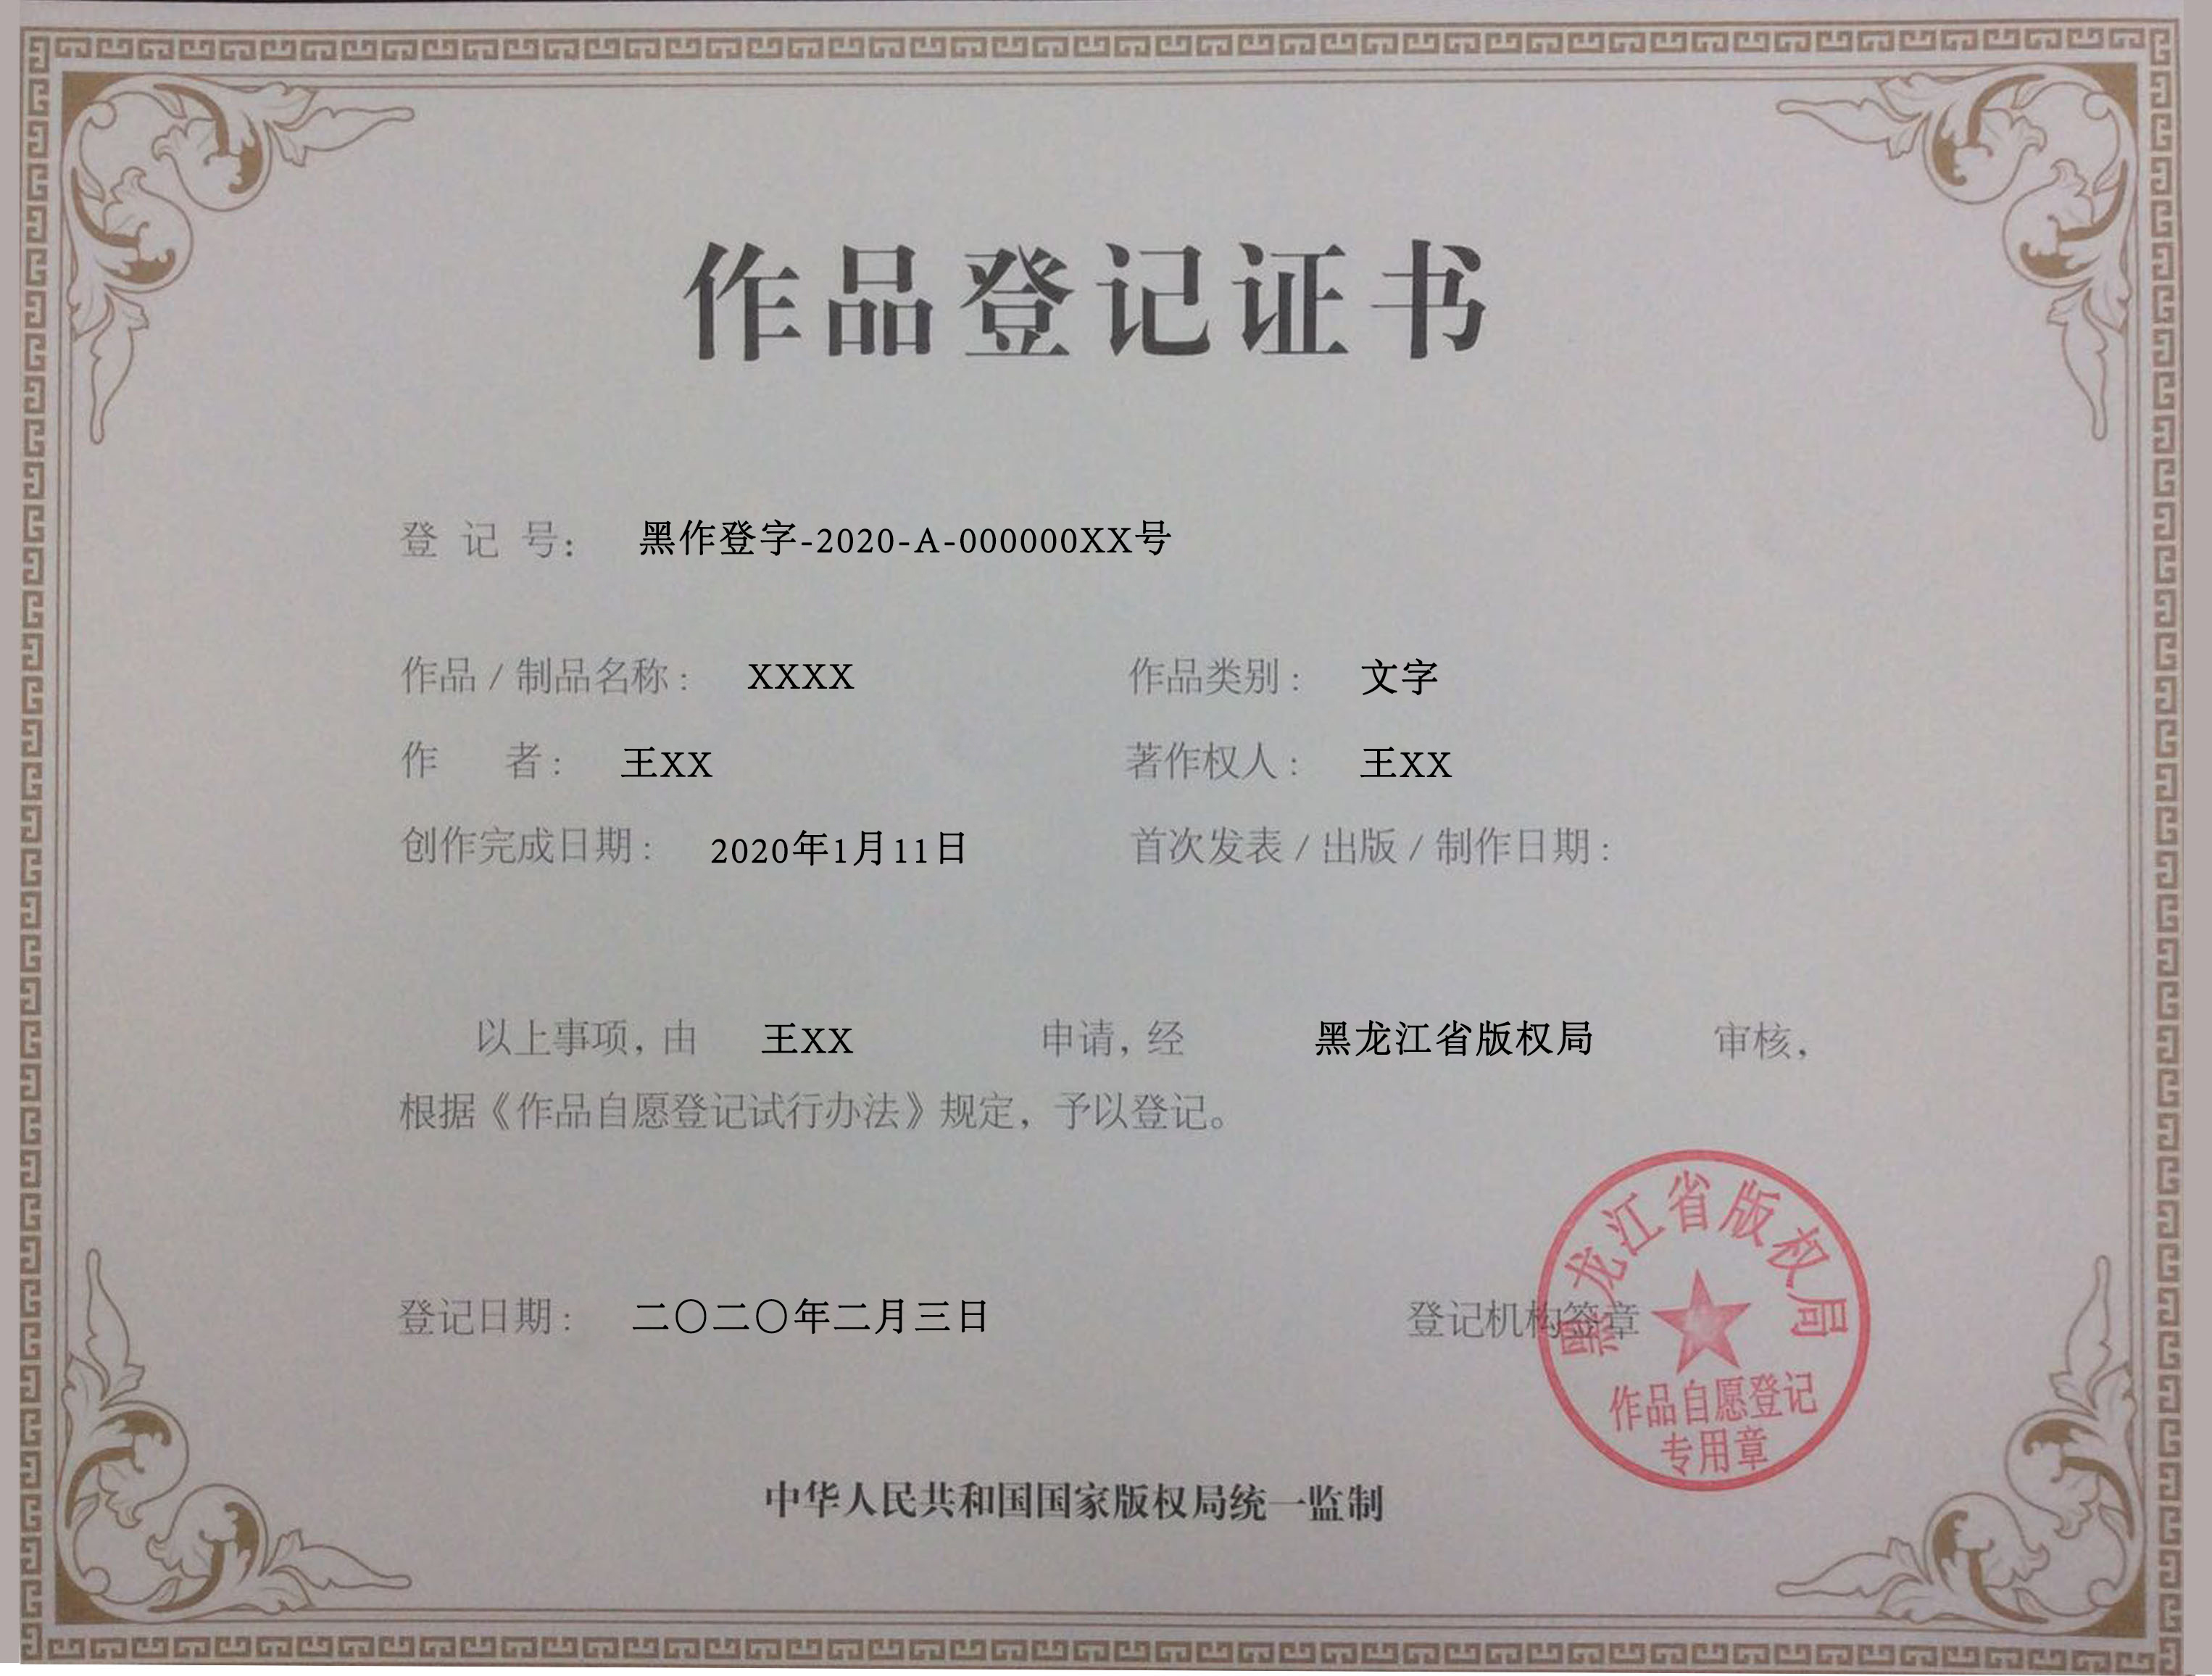 作品登记证书
登 记 号： 黑作登字-2020-A-000000XX号
作品 / 制品名称： XXXX 作品类别： 文字
作 者： 王XX 著作权人： 王XX
创作完成日期： 2020年1月11日 首次发表 / 出版 / 制作日期：
以上事项，由 王XX 申请，经 黑龙江省版权局 审核，
根据《作品自愿登记试行办法》规定，予以登记。
登记日期： 二〇二〇年二月三日 登记机构签章
黑龙江省版权局
作品自愿登记
专用章
中华人民共和国国家版权局统一监制